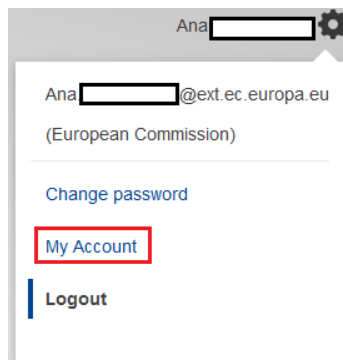 Ana
Ana. @ext.ec.europa.eu
(European Commission)
Change password
My Account
Logout